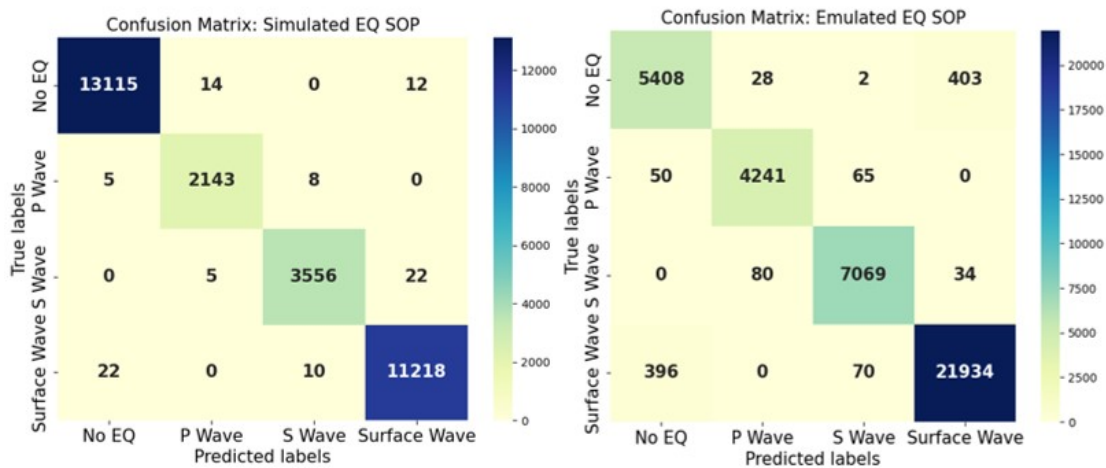 Confusion Matrix: Simulated EQ SOP
No EQ 13115 14 0 12
P Wave 5 2143 8 0
S Wave 0 5 3556 22
Surface Wave 22 0 10 11218
True labels
No EQ P Wave S Wave Surface Wave
Predicted labels
12000
10000
8000
6000
4000
2000
0
Confusion Matrix: Emulated EQ SOP
No EQ 5408 28 2 403
P Wave 50 4241 65 0
S Wave 0 80 7069 34
Surface Wave 396 0 70 21934
True labels
No EQ P Wave S Wave Surface Wave
Predicted labels
20000
17500
15000
12500
10000
7500
5000
2500
0